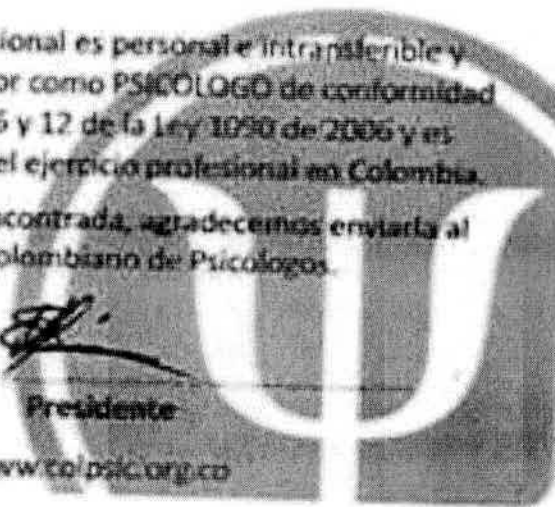 ional es personal e intransferible y
or como PSICOLOGO de conformidad
6 y 12 de la Ley 1090 de 2006 y es
el ejercicio profesional en Colombia.
ncontrada, agradecemos enviarla al
olombiano de Psicologos.
Presidente
ww.colpsic.org.co